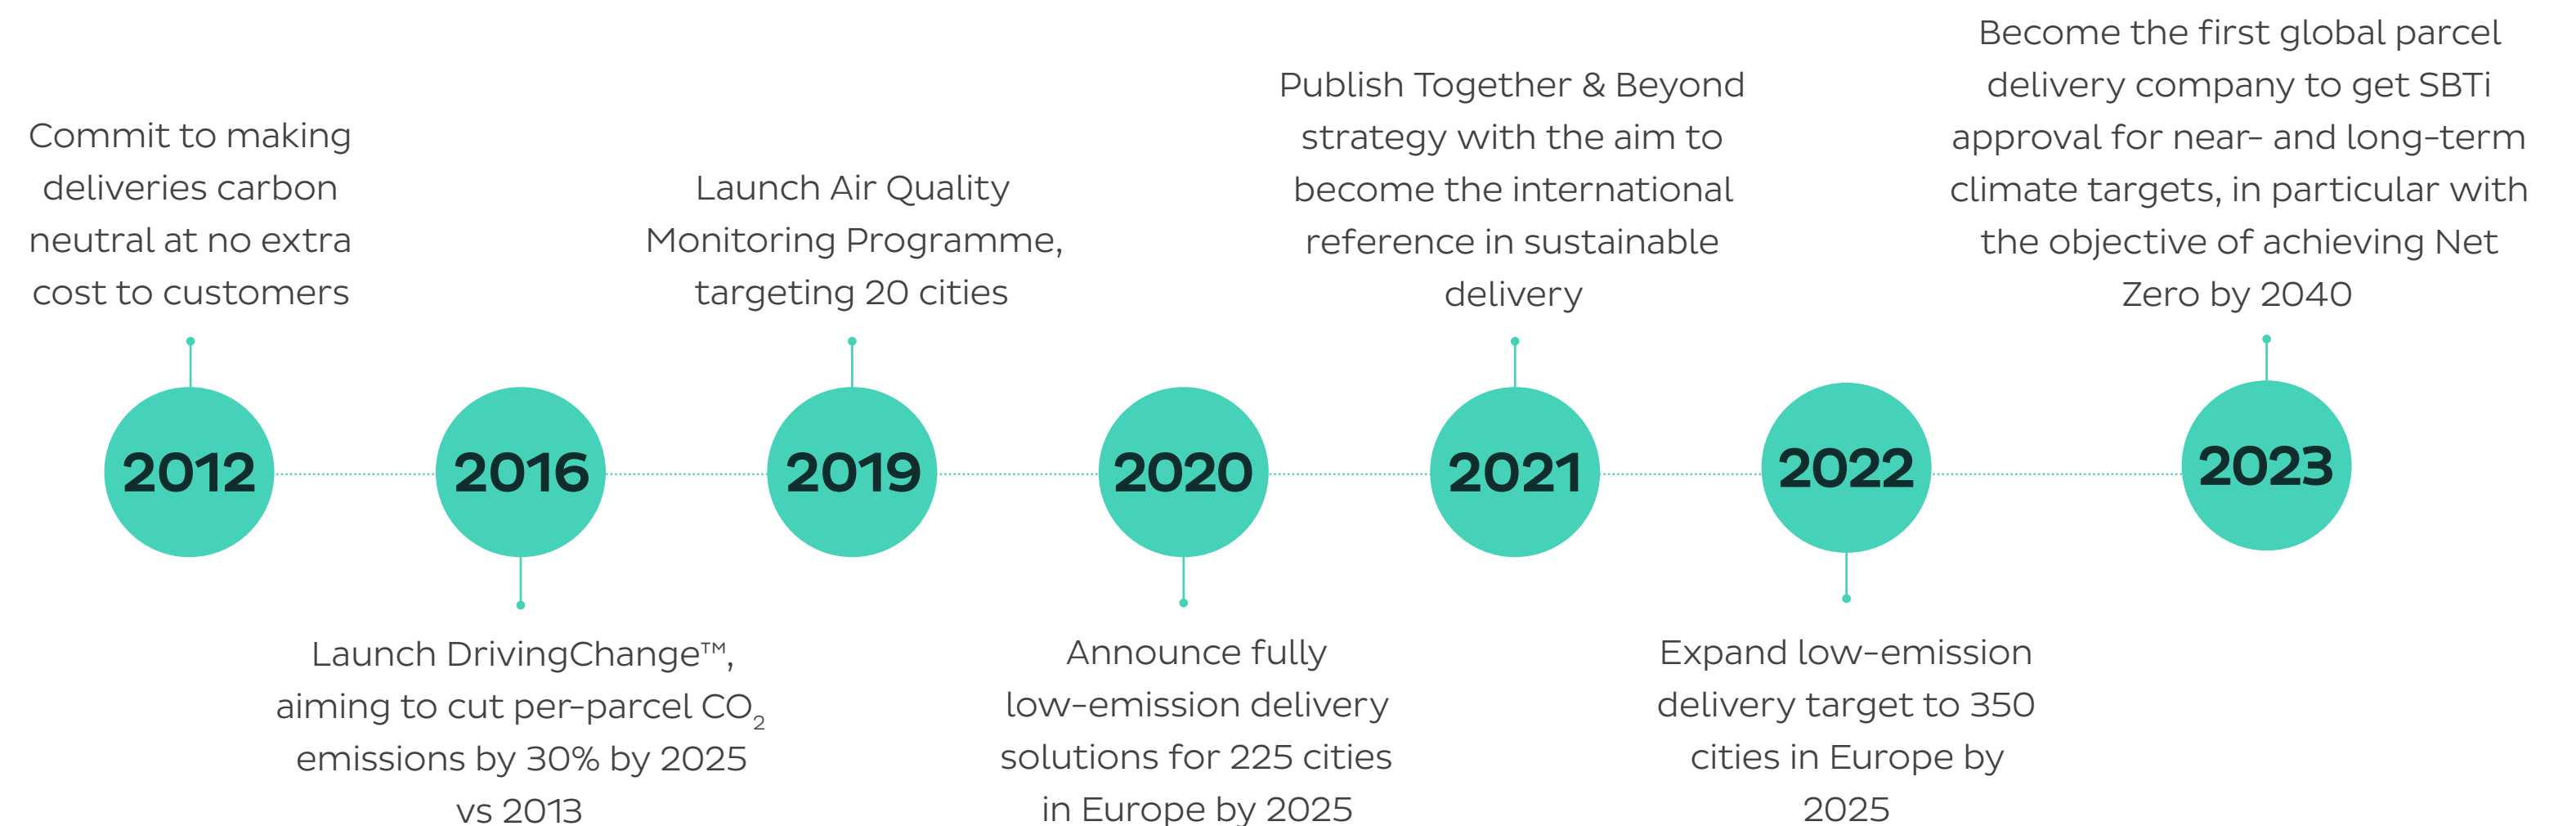 Commit to making
deliveries carbon
neutral at no extra
cost to customers
2012
Launch DrivingChange™,
aiming to cut per-parcel CO₂
emissions by 30% by 2025
vs 2013
2016
Launch Air Quality
Monitoring Programme,
targeting 20 cities
2019
Announce fully
low-emission delivery
solutions for 225 cities
in Europe by 2025
2020
Publish Together & Beyond
strategy with the aim to
become the international
reference in sustainable
delivery
2021
Expand low-emission
delivery target to 350
cities in Europe by
2025
2022
Become the first global parcel
delivery company to get SBTi
approval for near- and long-term
climate targets, in particular with
the objective of achieving Net
Zero by 2040
2023